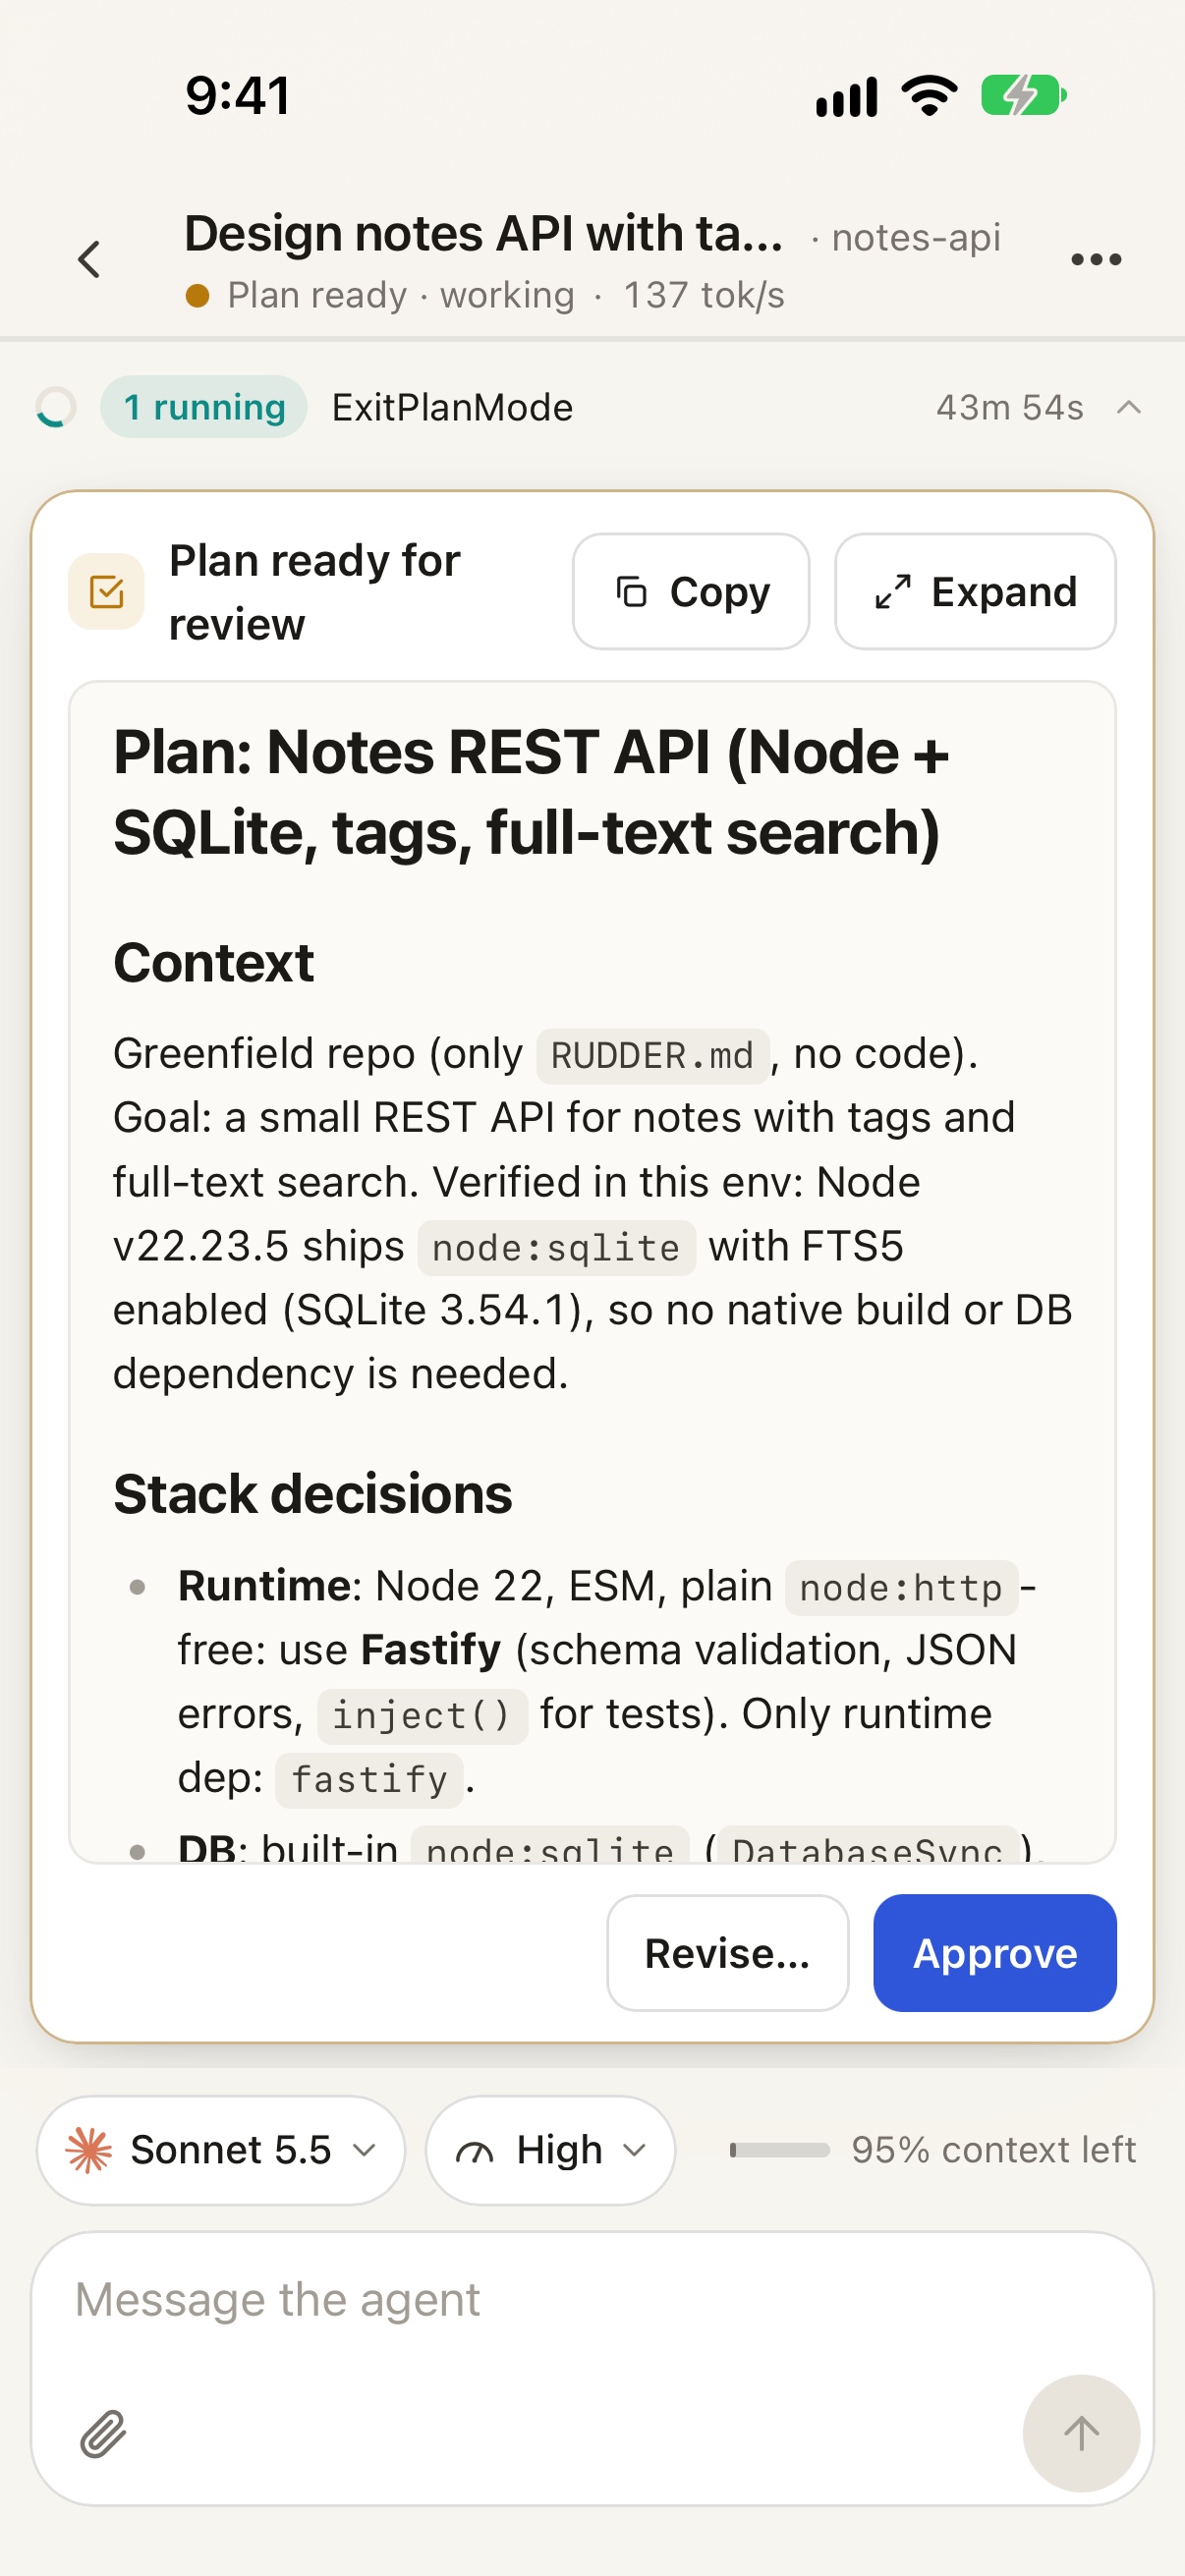 9:41
Design notes API with ta... · notes-api
Plan ready · working · 137 tok/s
1 running ExitPlanMode 43m 54s
Plan ready for
review
Copy
Expand
Plan: Notes REST API (Node +
SQLite, tags, full-text search)
Context
Greenfield repo (only RUDDER.md, no code).
Goal: a small REST API for notes with tags and
full-text search. Verified in this env: Node
v22.23.5 ships node:sqlite with FTS5
enabled (SQLite 3.54.1), so no native build or DB
dependency is needed.
Stack decisions
• Runtime: Node 22, ESM, plain node:http-
free: use Fastify (schema validation, JSON
errors, inject() for tests). Only runtime
dep: fastify.
• DB: built-in node:sqlite (DatabaseSync).
Revise...
Approve
Sonnet 5.5
High
95% context left
Message the agent